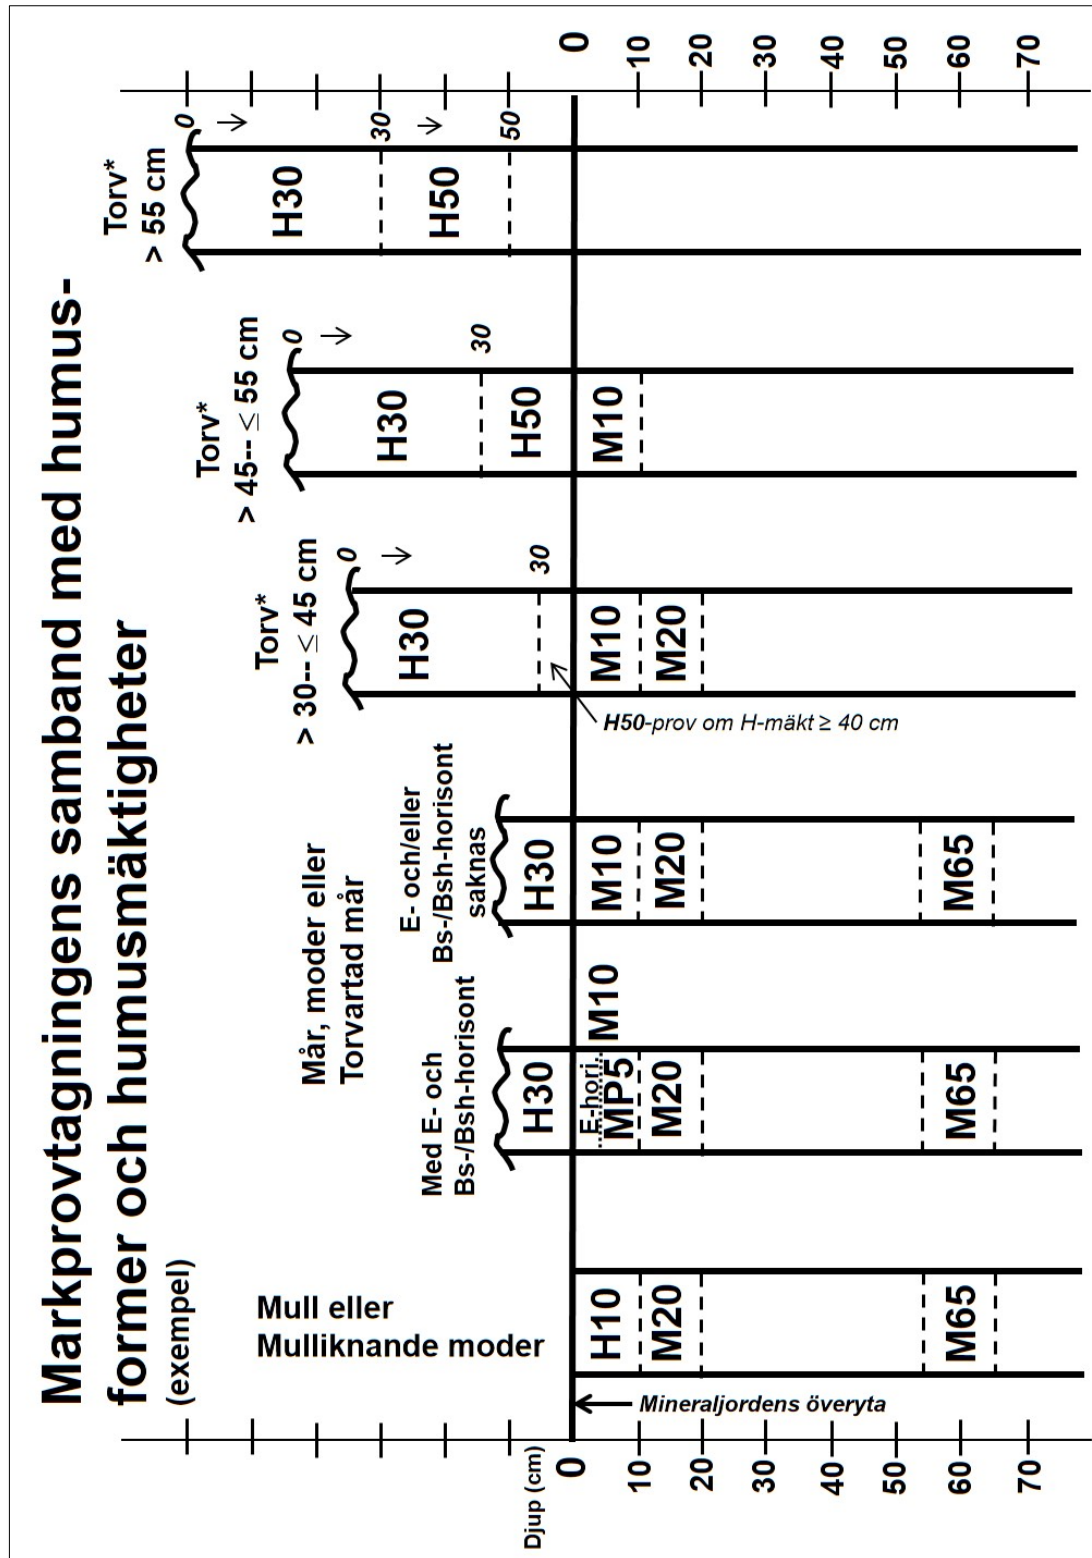 Markprovtagningens samband med humus-
former och humusmäktigheter
(exempel)
Mull eller
Mulliknande moder
Mår, moder eller
Torvartad mår
Med E- och
Bs-/Bsh-horisont
E- och/eller
Bs-/Bsh-horisont
saknas
Torv*
> 30-- ≤ 45 cm
Torv*
> 45-- ≤ 55 cm
Torv*
> 55 cm
Djup (cm)
0
10
20
30
40
50
60
70
Mineraljordens överyta
H10
M20
M65
H30
E-hori.
MP5
M10
M20
M65
H30
M10
M20
M65
0
H30
30
M10
M20
H50-prov om H-mäkt ≥ 40 cm
0
H30
30
H50
M10
0
H30
30
H50
50
0
10
20
30
40
50
60
70